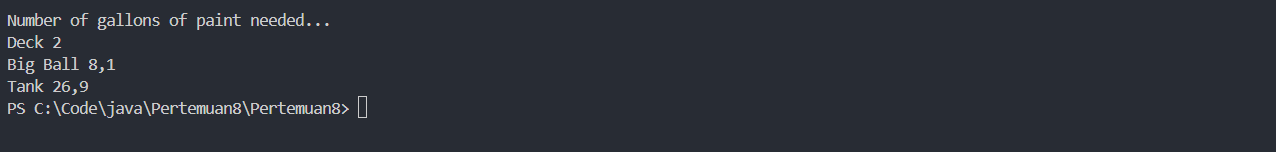 Number of gallons of paint needed...
Deck 2
Big Ball 8,1
Tank 26,9
PS C:\Code\java\Pertemuan8\Pertemuan8>